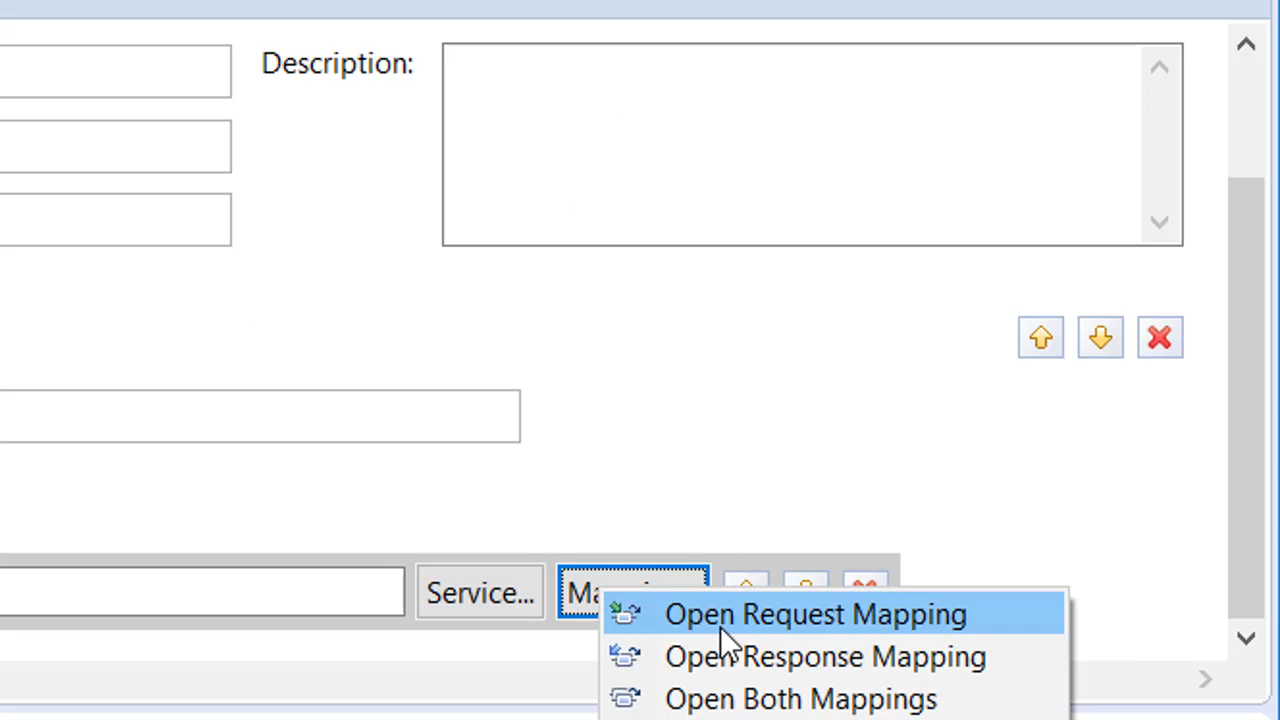 Description:
Service...
Open Request Mapping
Open Response Mapping
Open Both Mappings